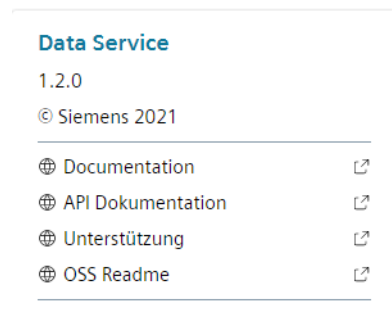 Data Service
1.2.0
© Siemens 2021
Documentation
API Dokumentation
Unterstützung
OSS Readme